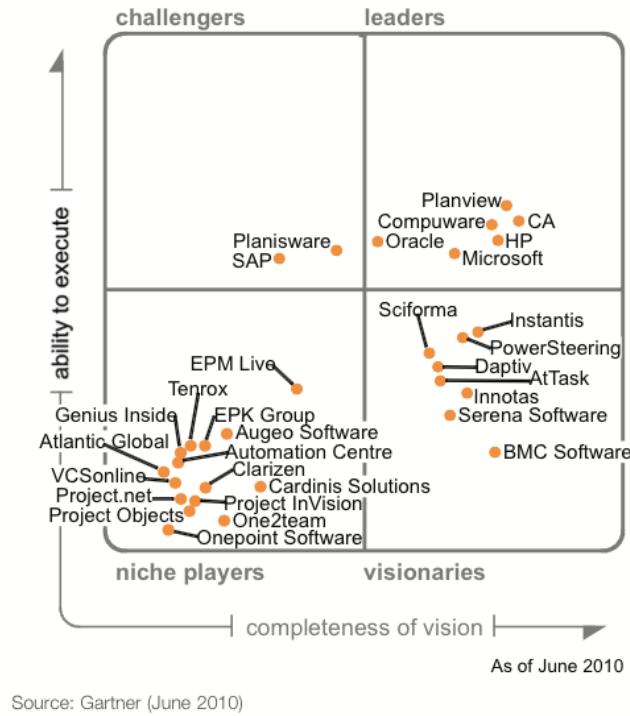 challengers
leaders
ability to execute
Planview
Compuware
CA
Planisware
Oracle
HP
SAP
Microsoft
Sciforma
Instantis
PowerSteering
EPM Live
Daptiv
Tenrox
AtTask
Innotas
Genius Inside
EPK Group
Serena Software
Augeo Software
Atlantic Global
Automation Centre
BMC Software
Clarizen
VCSonline
Cardinis Solutions
Project.net
Project InVision
Project Objects
One2team
Onepoint Software
niche players
visionaries
completeness of vision
As of June 2010
Source: Gartner (June 2010)